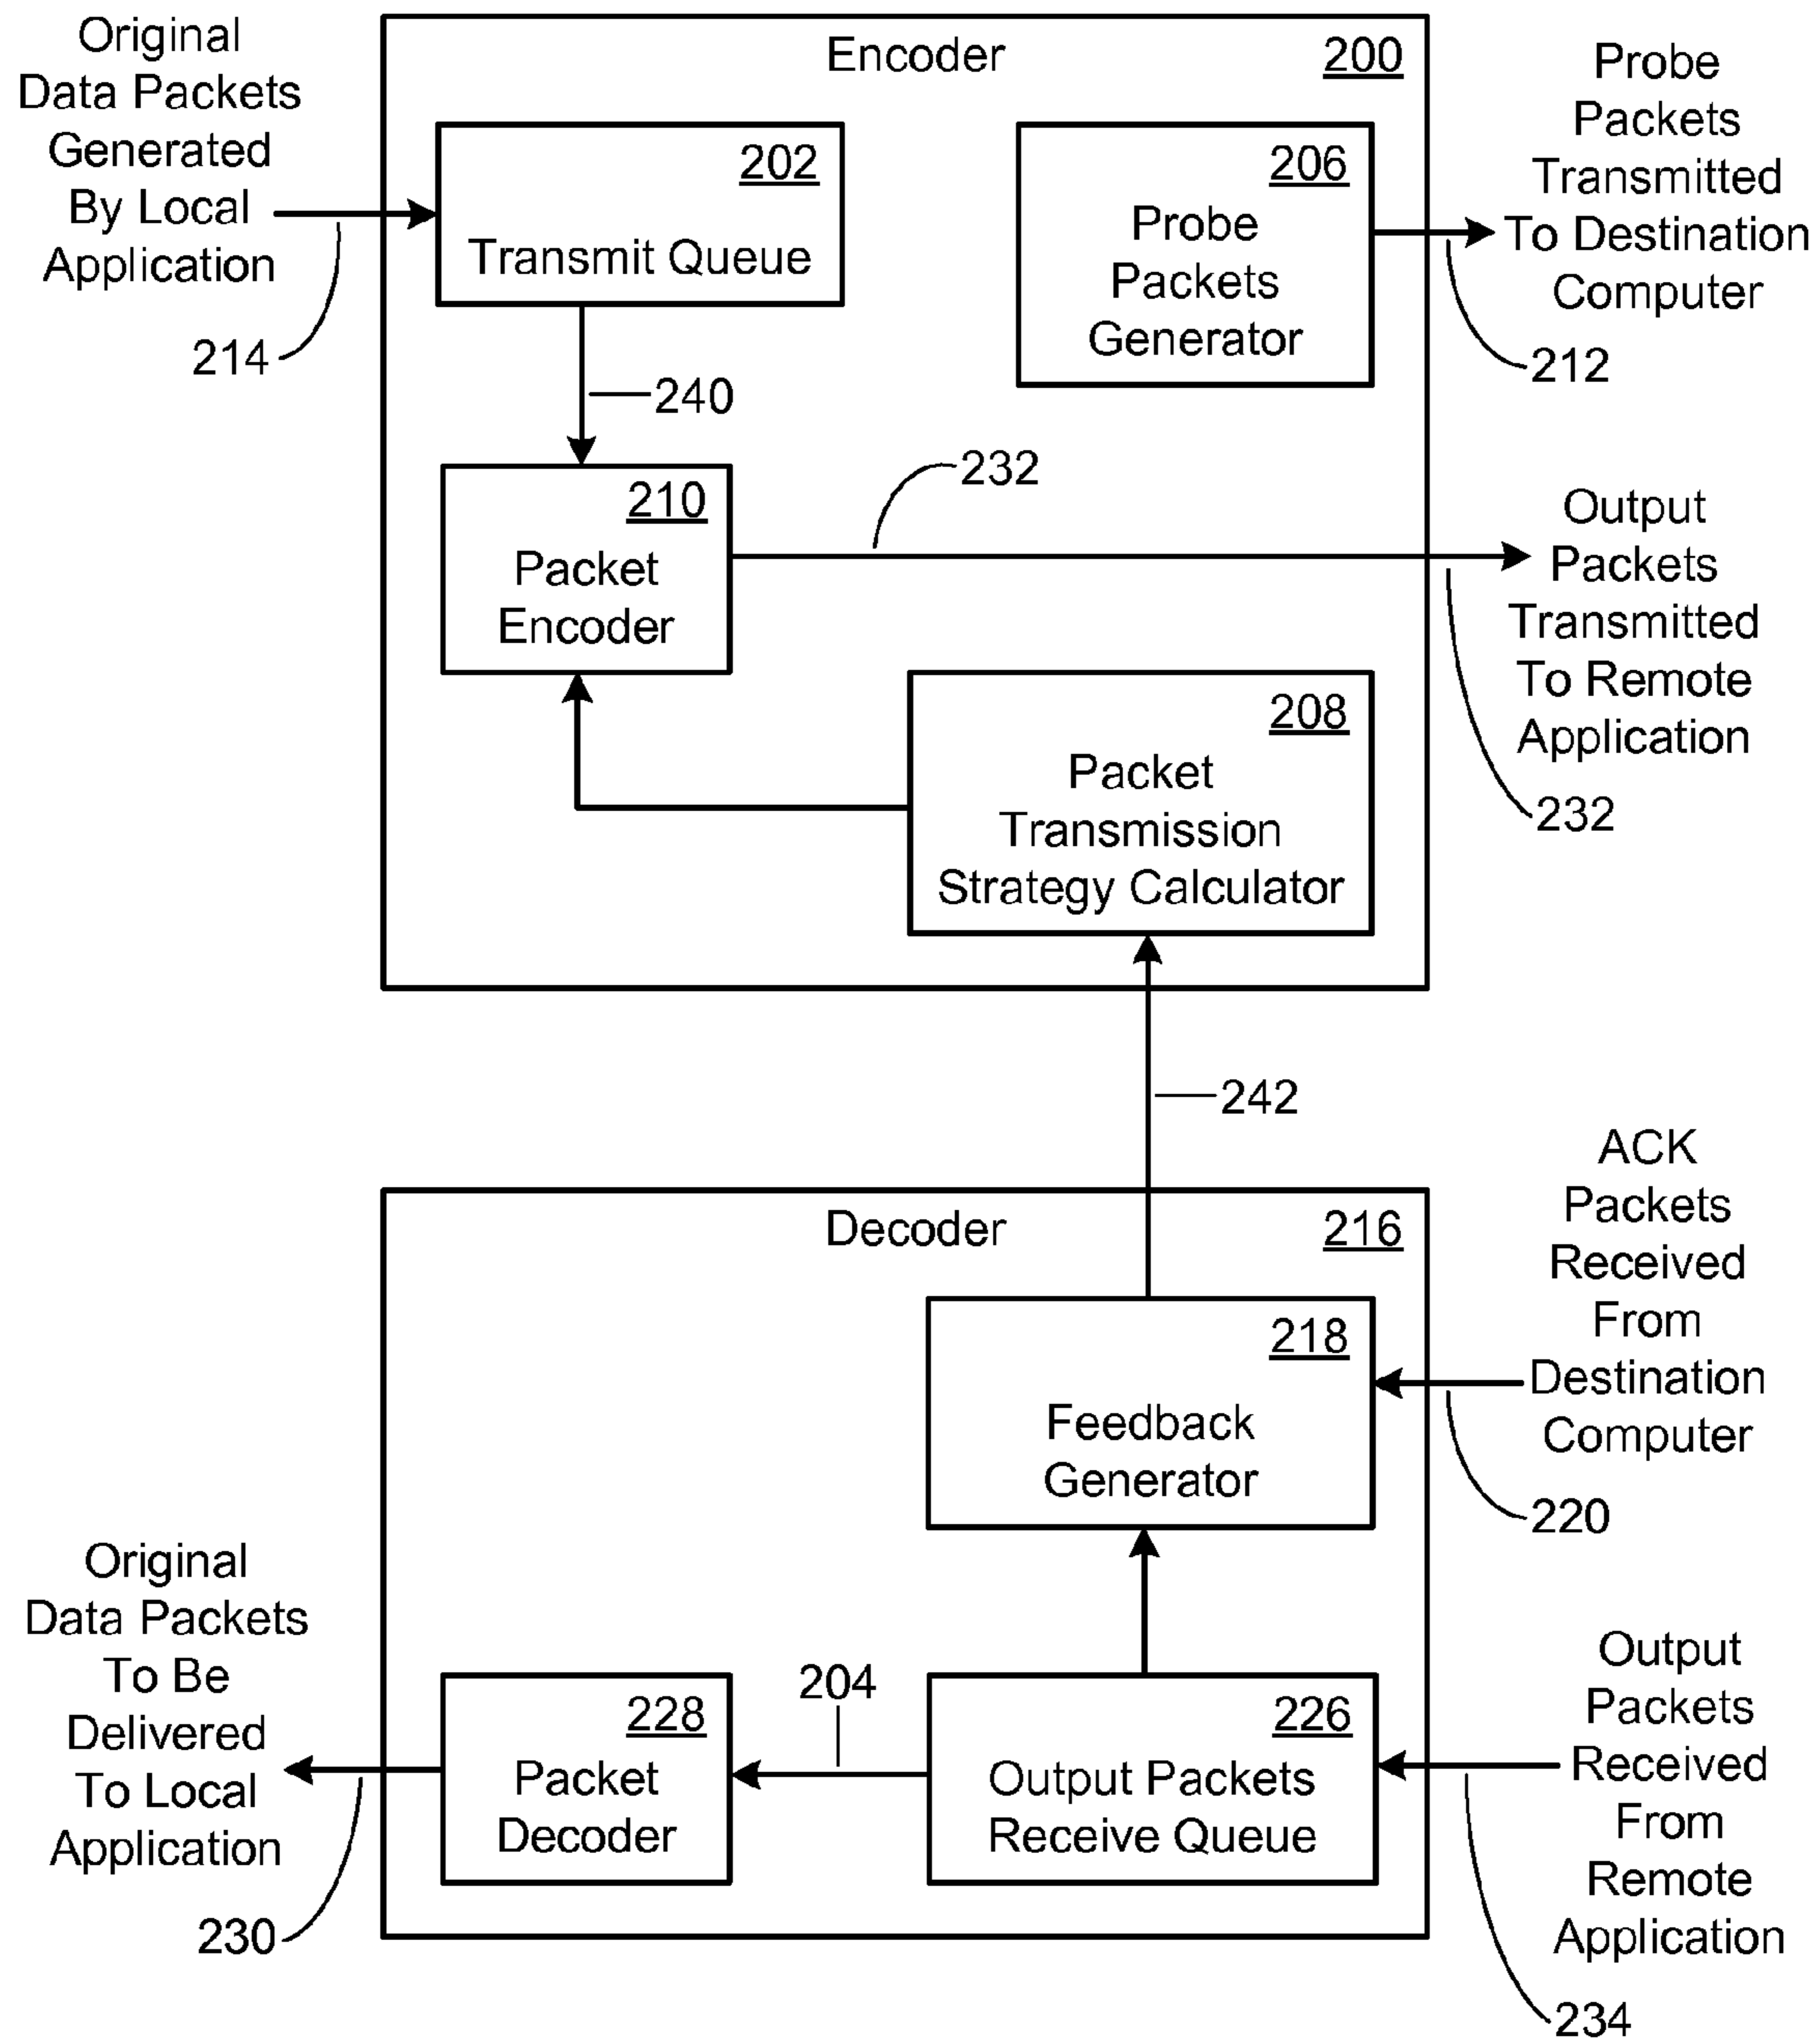 Original
Data Packets
Generated
By Local
Application
214
Encoder
200
202
Transmit Queue
206
Probe
Packets
Generator
Probe
Packets
Transmitted
To Destination
Computer
212
240
210
Packet
Encoder
232
Output
Packets
Transmitted
To Remote
Application
232
208
Packet
Transmission
Strategy Calculator
242
Decoder
216
218
Feedback
Generator
ACK
Packets
Received
From
Destination
Computer
220
Original
Data Packets
To Be
Delivered
To Local
Application
230
228
Packet
Decoder
204
226
Output Packets
Receive Queue
Output
Packets
Received
From
Remote
Application
234